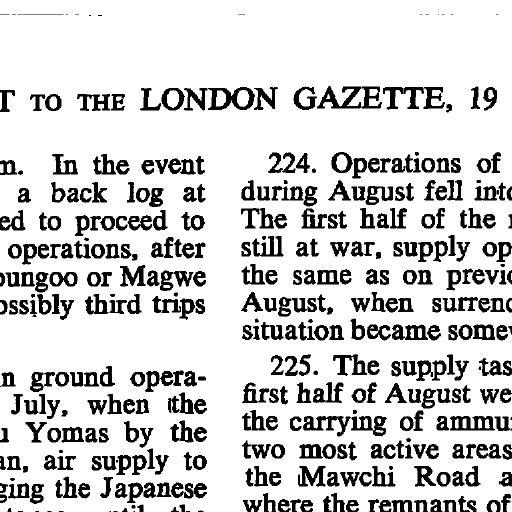 T TO THE LONDON GAZETTE, 19
m. In the event
a back log at
ed to proceed to
operations, after
oungoo or Magwe
ossibly third trips
n ground opera-
July, when the
u Yomas by the
an, air supply to
ging the Japanese
the
224. Operations of
during August fell into
The first half of the
still at war, supply op
the same as on previo
August, when surrend
situation became somew
225. The supply tas
first half of August we
the carrying of ammu
two most active areas
the Mawchi Road a
where the remnants of